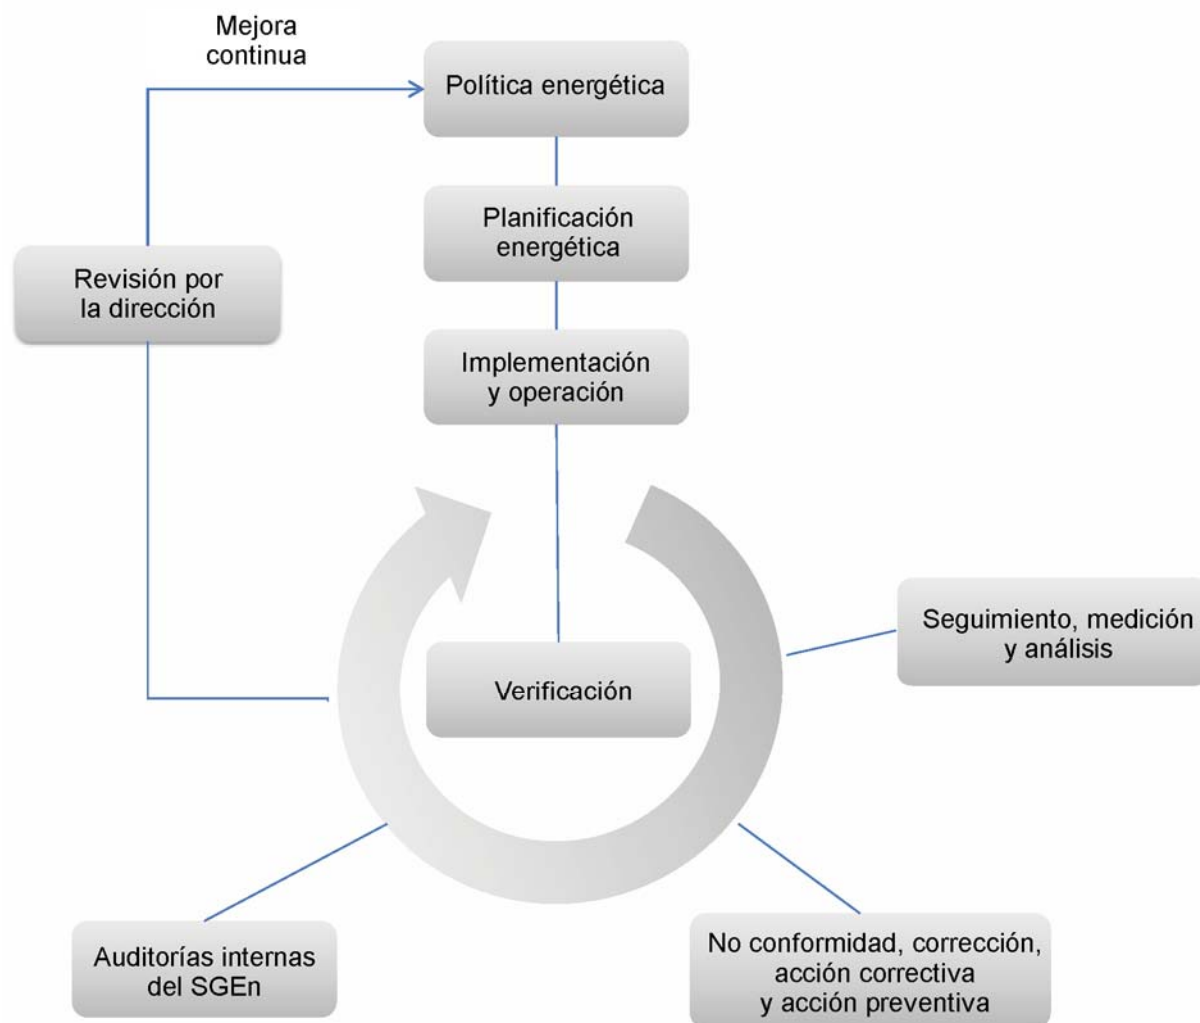 Mejora
continua
Política energética
Planificación
energética
Revisión por
la dirección
Implementación
y operación
Seguimiento, medición
y análisis
Verificación
Auditorías internas
del SGEn
No conformidad, corrección,
acción correctiva
y acción preventiva